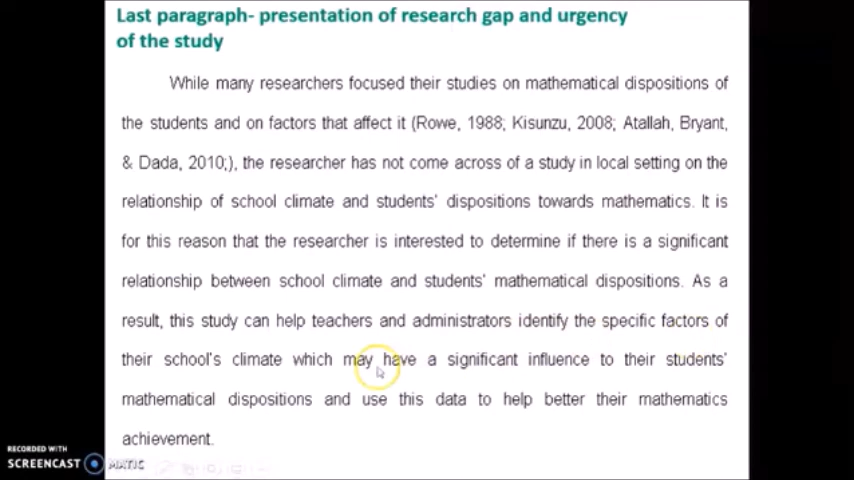 Last paragraph- presentation of research gap and urgency
of the study
While many researchers focused their studies on mathematical dispositions of
the students and on factors that affect it (Rowe, 1988; Kisunzu, 2008; Atallah, Bryant,
& Dada, 2010;), the researcher has not come across of a study in local setting on the
relationship of school climate and students' dispositions towards mathematics. It is
for this reason that the researcher is interested to determine if there is a significant
relationship between school climate and students' mathematical dispositions. As a
result, this study can help teachers and administrators identify the specific factors of
their school's climate which may have a significant influence to their students'
mathematical dispositions and use this data to help better their mathematics
achievement.
RECORDED WITH
SCREENCAST MATIC